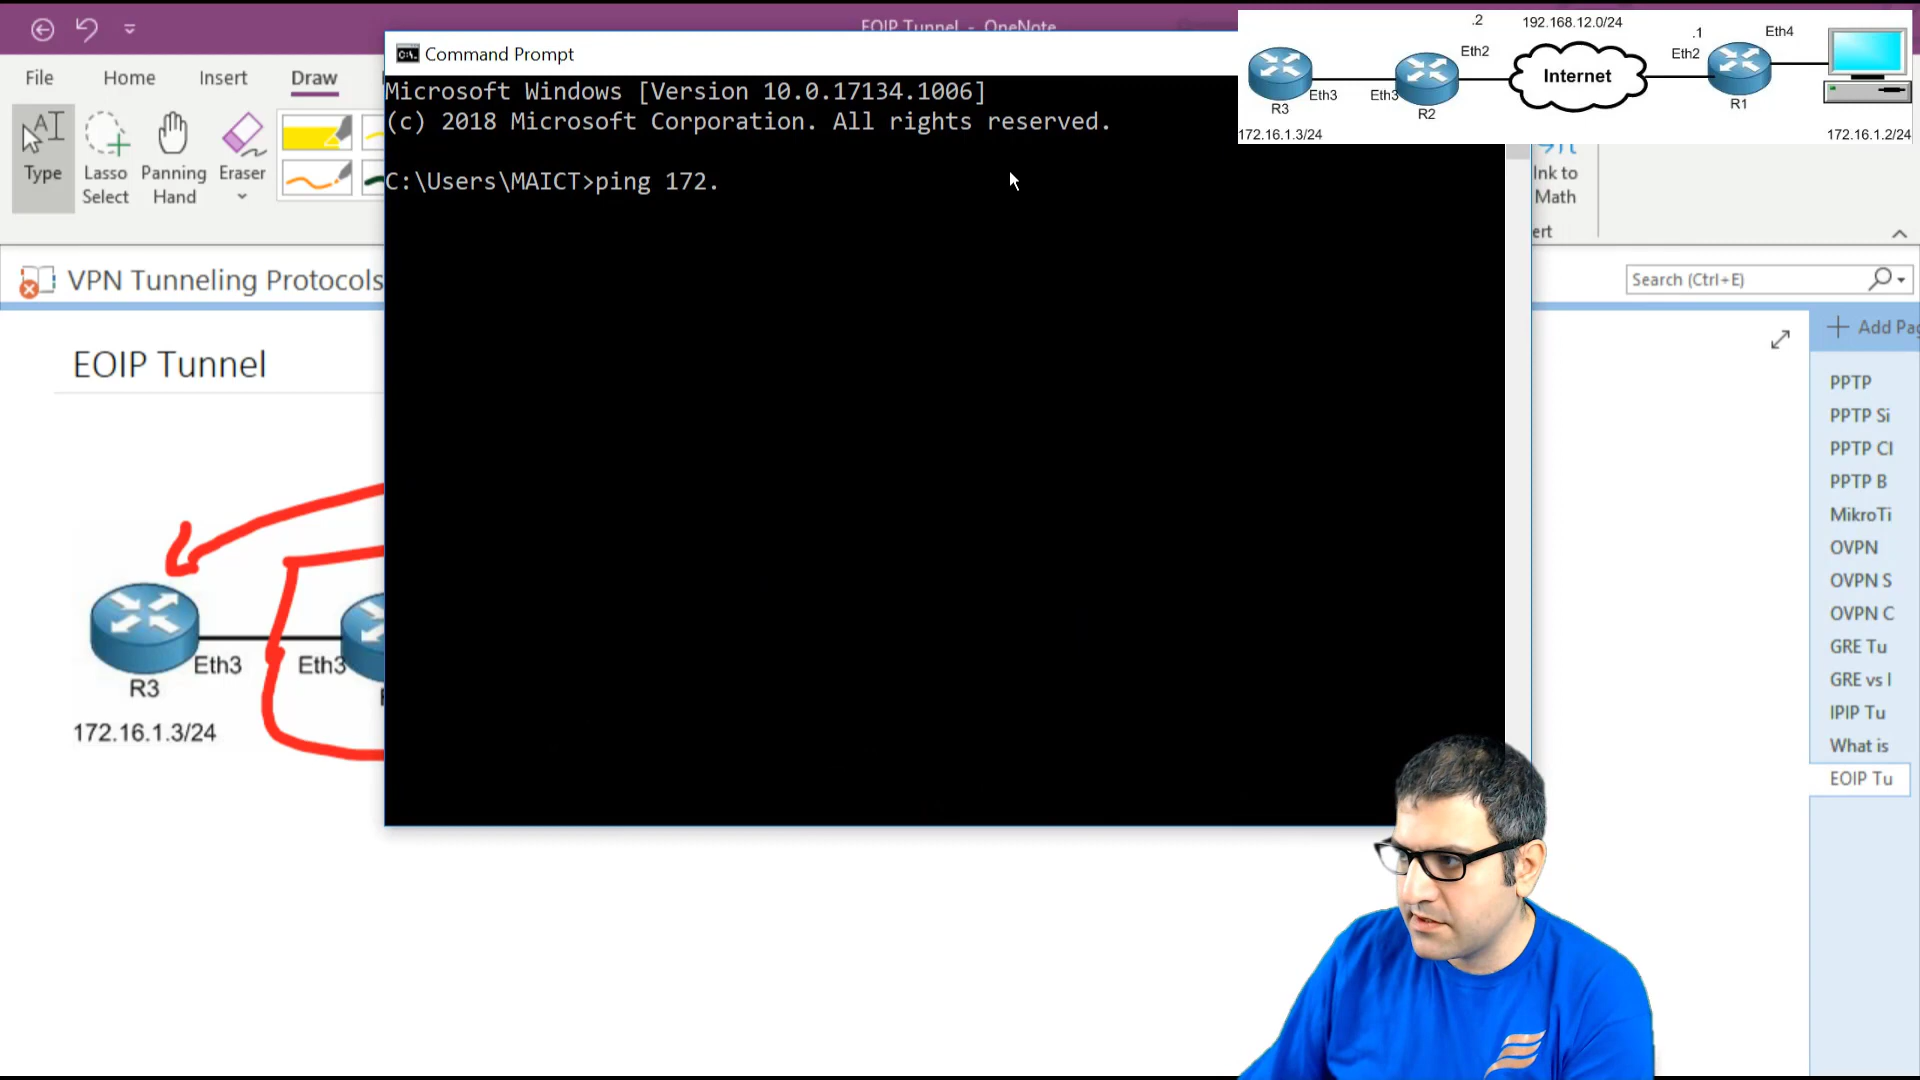 EOIP Tunnel - OneNote
File
Home
Insert
Draw
Type
Lasso
Select
Panning
Hand
Eraser
Ink to
Math
ert
Command Prompt
Microsoft Windows [Version 10.0.17134.1006]
(c) 2018 Microsoft Corporation. All rights reserved.
C:\Users\MAICT>ping 172.
.2
192.168.12.0/24
.1
Eth4
Eth2
Eth2
Internet
Eth3
Eth3
R3
R2
R1
172.16.1.3/24
172.16.1.2/24
VPN Tunneling Protocols
Search (Ctrl+E)
Add Pag
EOIP Tunnel
PPTP
PPTP Si
PPTP Cl
PPTP B
MikroTi
OVPN
OVPN S
OVPN C
GRE Tu
GRE vs I
IPIP Tu
What is
EOIP Tu
Eth3
Eth3
R3
172.16.1.3/24